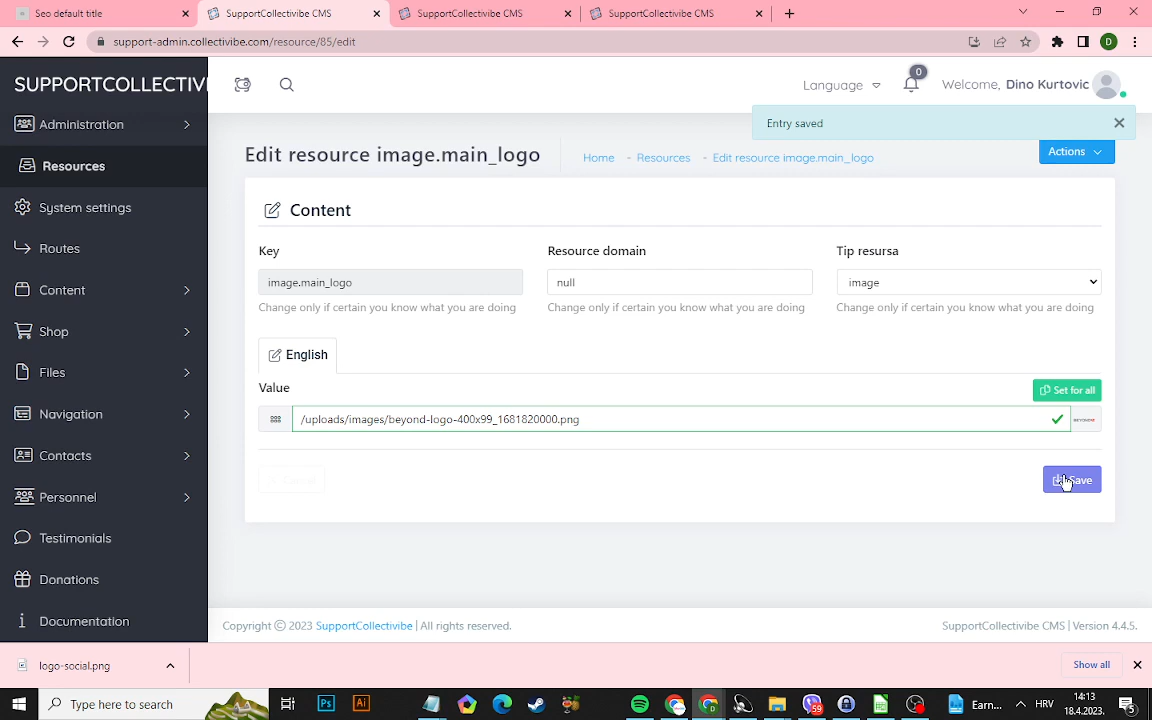 Seo default title
SupportCollectivibe CMS
SupportCollectivibe CMS
SupportCollectivibe CMS
support-admin.collectivibe.com/resource/85/edit
D
SUPPORTCOLLECTIVI
Language
0
Welcome, Dino Kurtovic
Entry saved
Administration
Resources
System settings
Routes
Content
Shop
Files
Navigation
Contacts
Personnel
Testimonials
Donations
Documentation
Edit resource image.main_logo
Home - Resources - Edit resource image.main_logo
Actions
Content
Key
Resource domain
Tip resursa
image.main_logo
null
image
Change only if certain you know what you are doing
Change only if certain you know what you are doing
Change only if certain you know what you are doing
English
Value
Set for all
/uploads/images/beyond-logo-400x99_1681820000.png
Save
Copyright © 2023 SupportCollectivibe | All rights reserved.
SupportCollectivibe CMS | Version 4.4.5.
logo-social.png
Show all
Type here to search
Ps
Ai
59
Earn...
HRV
14:13
18.4.2023.
5